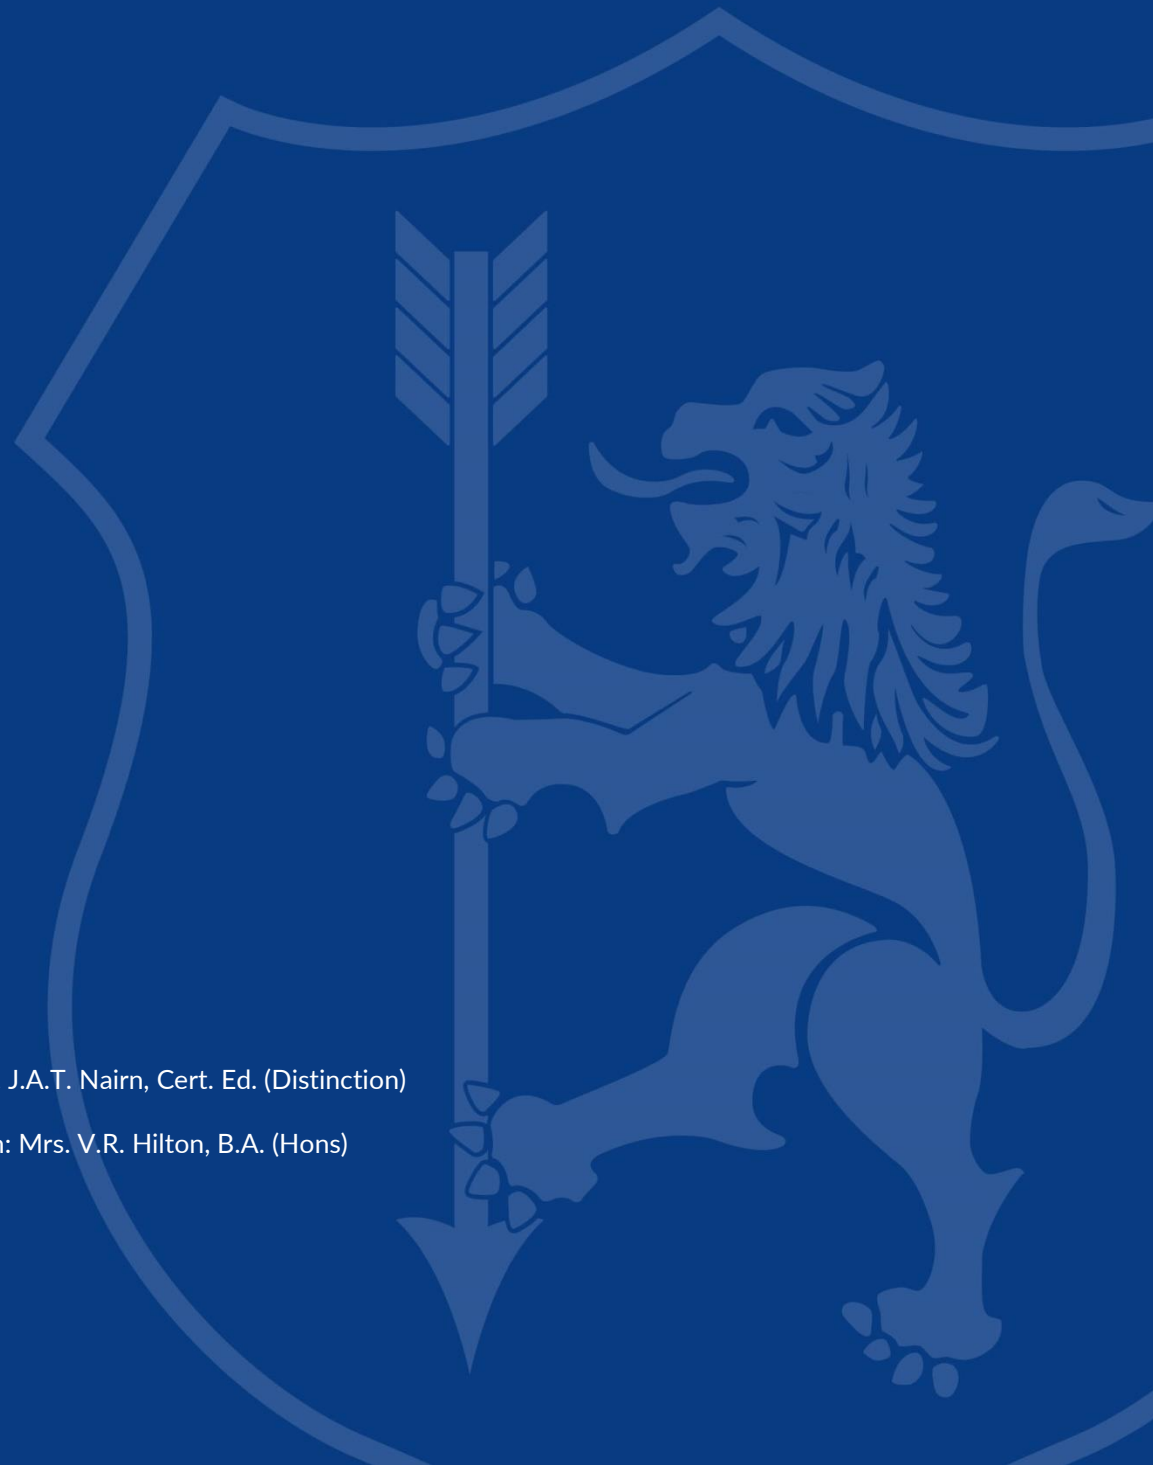 J.A.T. Nairn, Cert. Ed. (Distinction)
: Mrs. V.R. Hilton, B.A. (Hons)